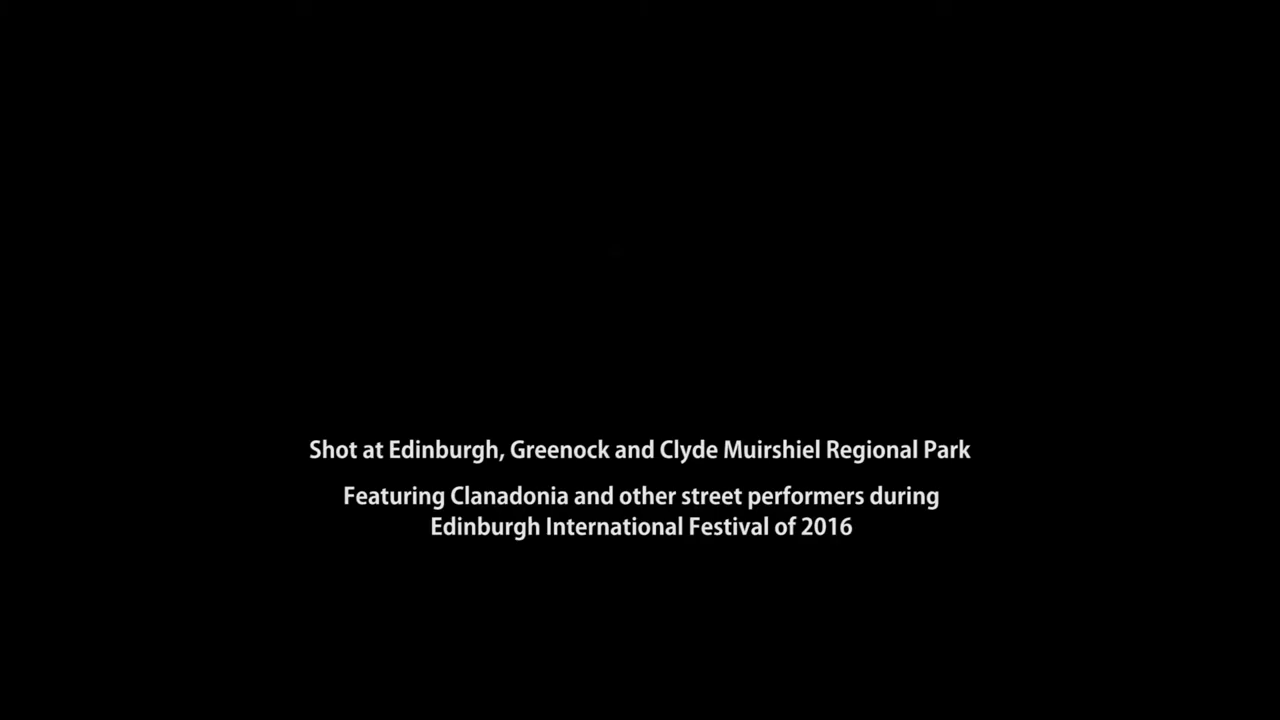 Shot at Edinburgh, Greenock and Clyde Muirshiel Regional Park
Featuring Clanadonia and other street performers during
Edinburgh International Festival of 2016